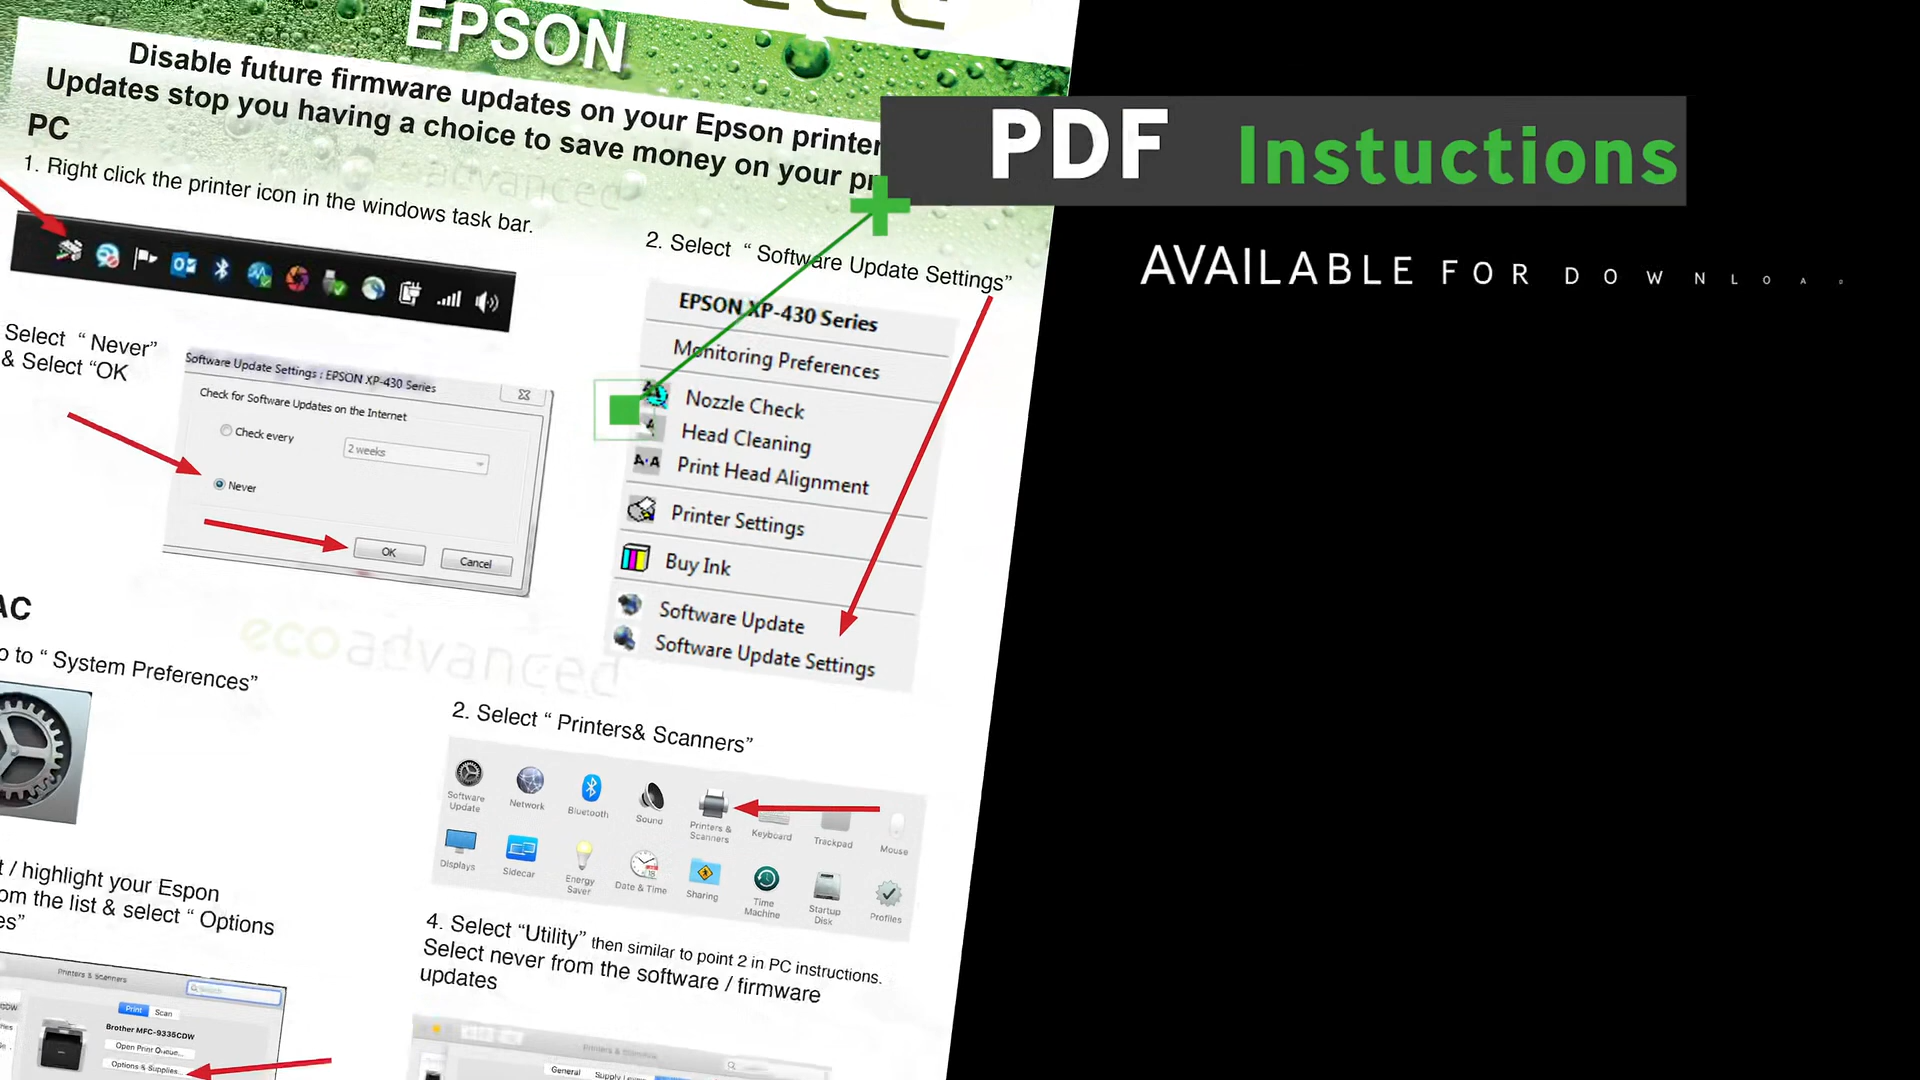 EPSON
Disable future firmware updates on your Epson printer
Updates stop you having a choice to save money on your pr
PC
1. Right click the printer icon in the windows task bar.
2. Select “ Software Update Settings”
EPSON XP-430 Series
Monitoring Preferences
Nozzle Check
Head Cleaning
Print Head Alignment
Printer Settings
Buy Ink
Software Update
Software Update Settings
Select “ Never”
& Select “OK
Software Update Settings : EPSON XP-430 Series
Check for Software Updates on the Internet
Check every
2 weeks
Never
OK
Cancel
advanced
ecoadvanced
AC
o to “ System Preferences”
2. Select “ Printers& Scanners”
Software Update
Network
Bluetooth
Sound
Printers & Scanners
Keyboard
Trackpad
Mouse
Displays
Sidecar
Energy Saver
Date & Time
Sharing
Time Machine
Startup Disk
Profiles
t / highlight your Espon
om the list & select “ Options
es”
4. Select “Utility” then similar to point 2 in PC instructions.
Select never from the software / firmware
updates
Printers & Scanners
Search
Print Scan
Brother MFC-9335CDW
Open Print Queue...
Options & Supplies...
Printers & Scanners
General
PDF Instuctions
AVAILABLE FOR DOWNLOAD